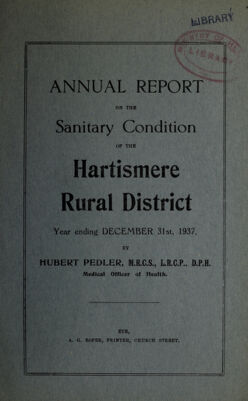 LIBRARY
ANNUAL REPORT
ON THE
Sanitary Condition
OF THE
Hartismere
Rural District
Year ending DECEMBER 31st, 1937.
BY
HUBERT PEDLER, M.R.C.S., L.R.C.P., D.P.H.
Medical Officer of Health.
EYE,
A. G. ROPER, PRINTER, CHURCH STREET.